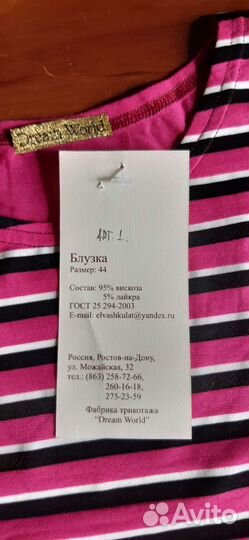 Dream World
АРТ. 1.
Блузка
Размер: 44
Состав: 95% вискоза
5% лайкра
ГОСТ 25 294-2003
E-mail: elvashkulat@yandex.ru
Россия, Ростов-на-Дону,
ул. Можайская, 32
тел.: (863) 258-72-66,
260-16-18,
275-23-59
Фабрика трикотажа
"Dream World"
Avito